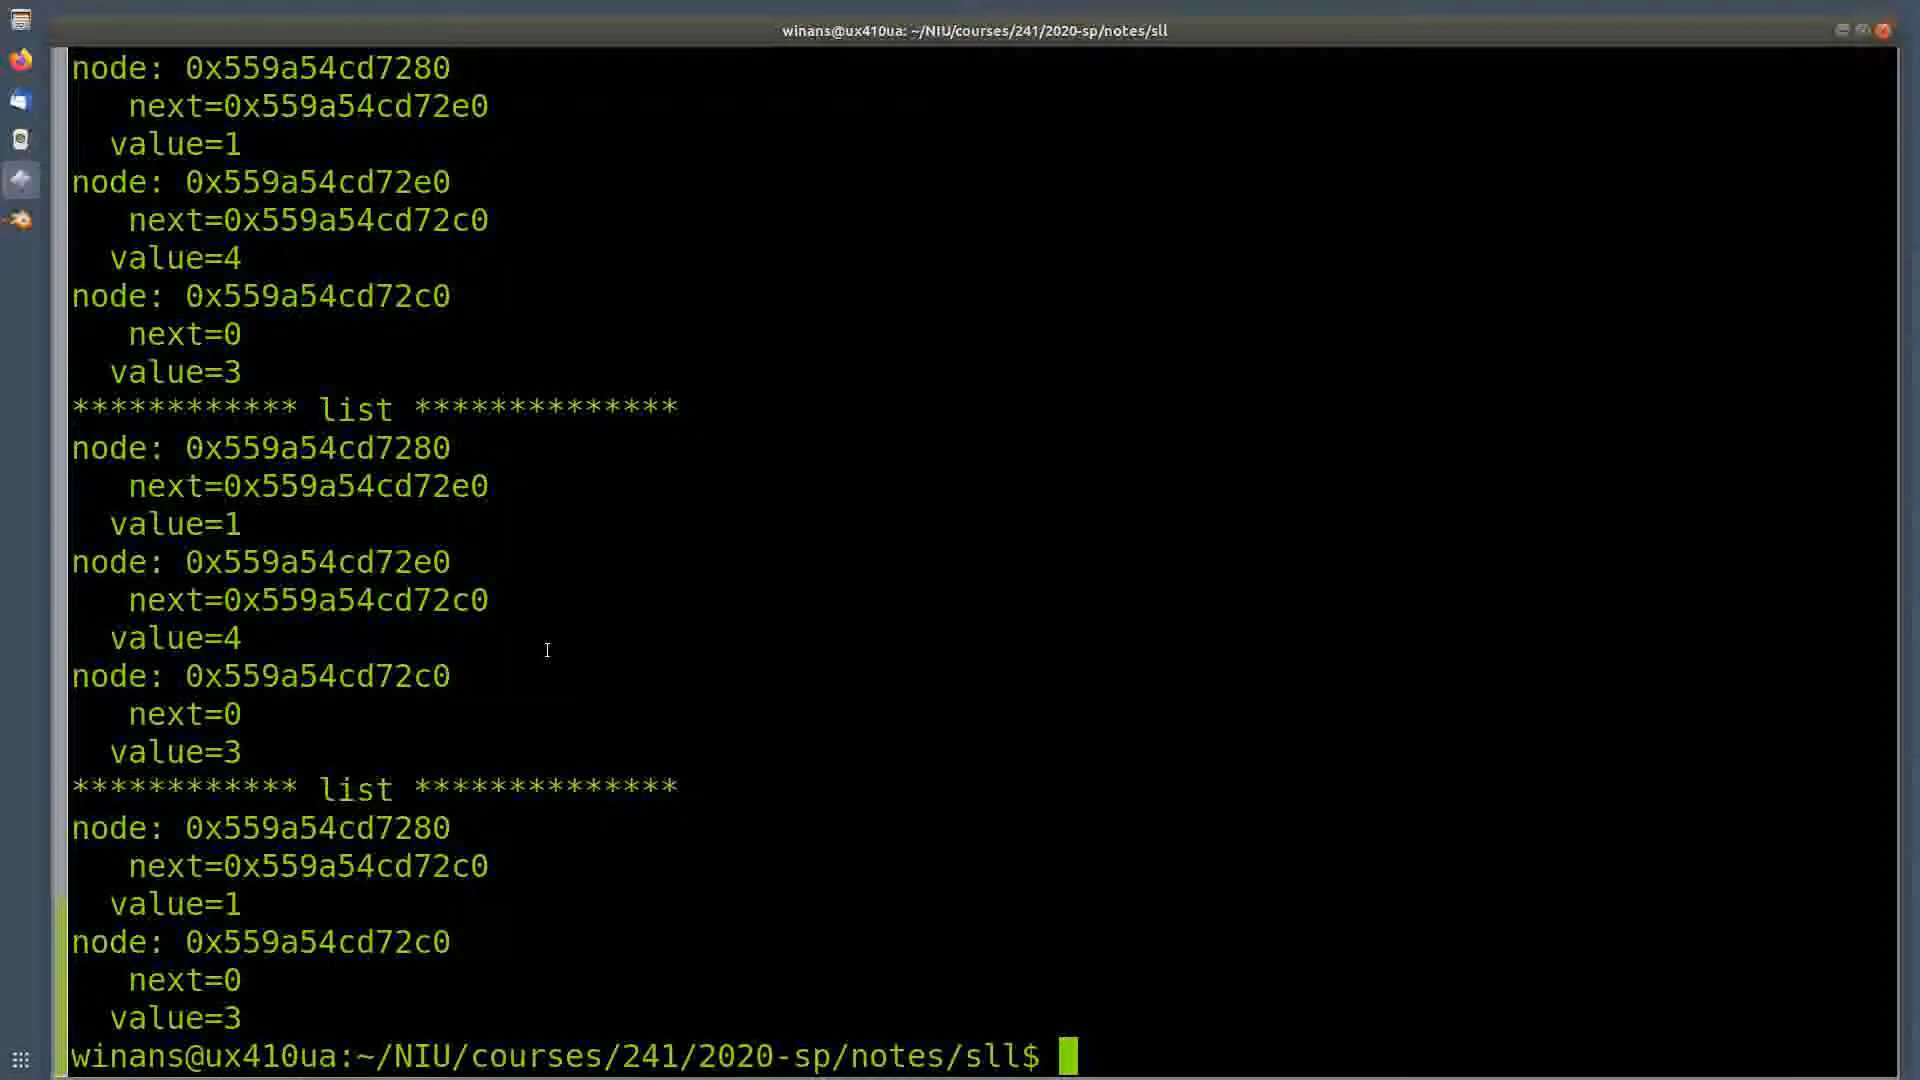 winans@ux410ua: ~/NIU/courses/241/2020-sp/notes/sll
node: 0x559a54cd7280
   next=0x559a54cd72e0
  value=1
node: 0x559a54cd72e0
   next=0x559a54cd72c0
  value=4
node: 0x559a54cd72c0
   next=0
  value=3
************ list **************
node: 0x559a54cd7280
   next=0x559a54cd72e0
  value=1
node: 0x559a54cd72e0
   next=0x559a54cd72c0
  value=4
node: 0x559a54cd72c0
   next=0
  value=3
************ list **************
node: 0x559a54cd7280
   next=0x559a54cd72c0
  value=1
node: 0x559a54cd72c0
   next=0
  value=3
winans@ux410ua:~/NIU/courses/241/2020-sp/notes/sll$